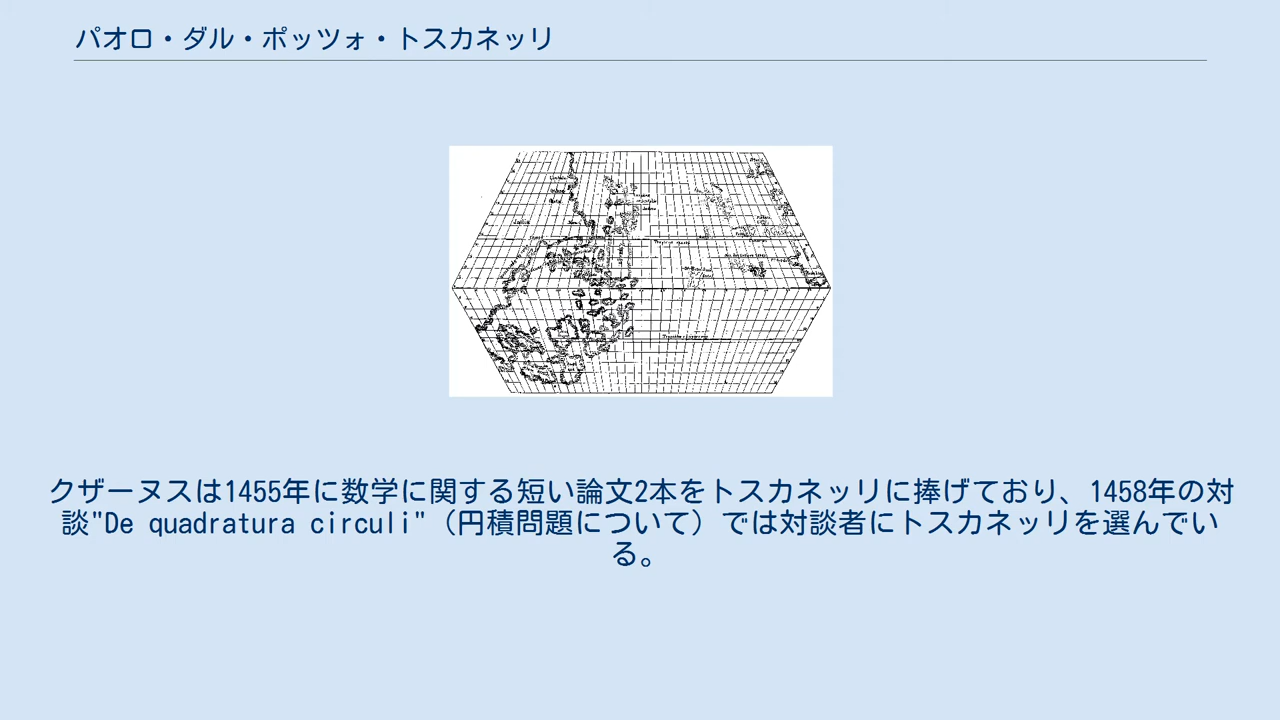 パオロ・ダル・ポッツォ・トスカネッリ
クザーヌスは1455年に数学に関する短い論文2本をトスカネッリに捧げており、1458年の対
談"De quadratura circuli"（円積問題について）では対談者にトスカネッリを選んでい
る。